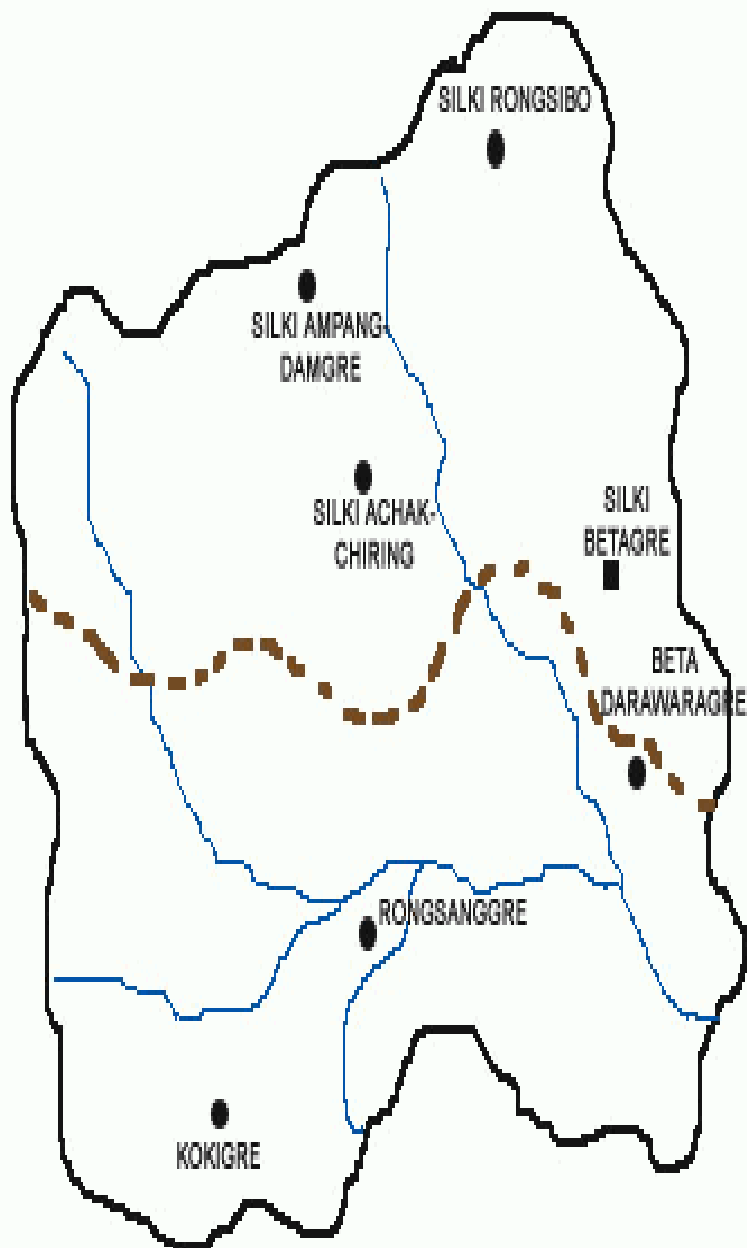 SILKI RONGSIBO
SILKI AMPANG-
DAMGRE
SILKI ACHAK-
CHIRING
SILKI
BETAGRE
BETA
DARAWARAGRE
RONGSANGGRE
KOKIGRE